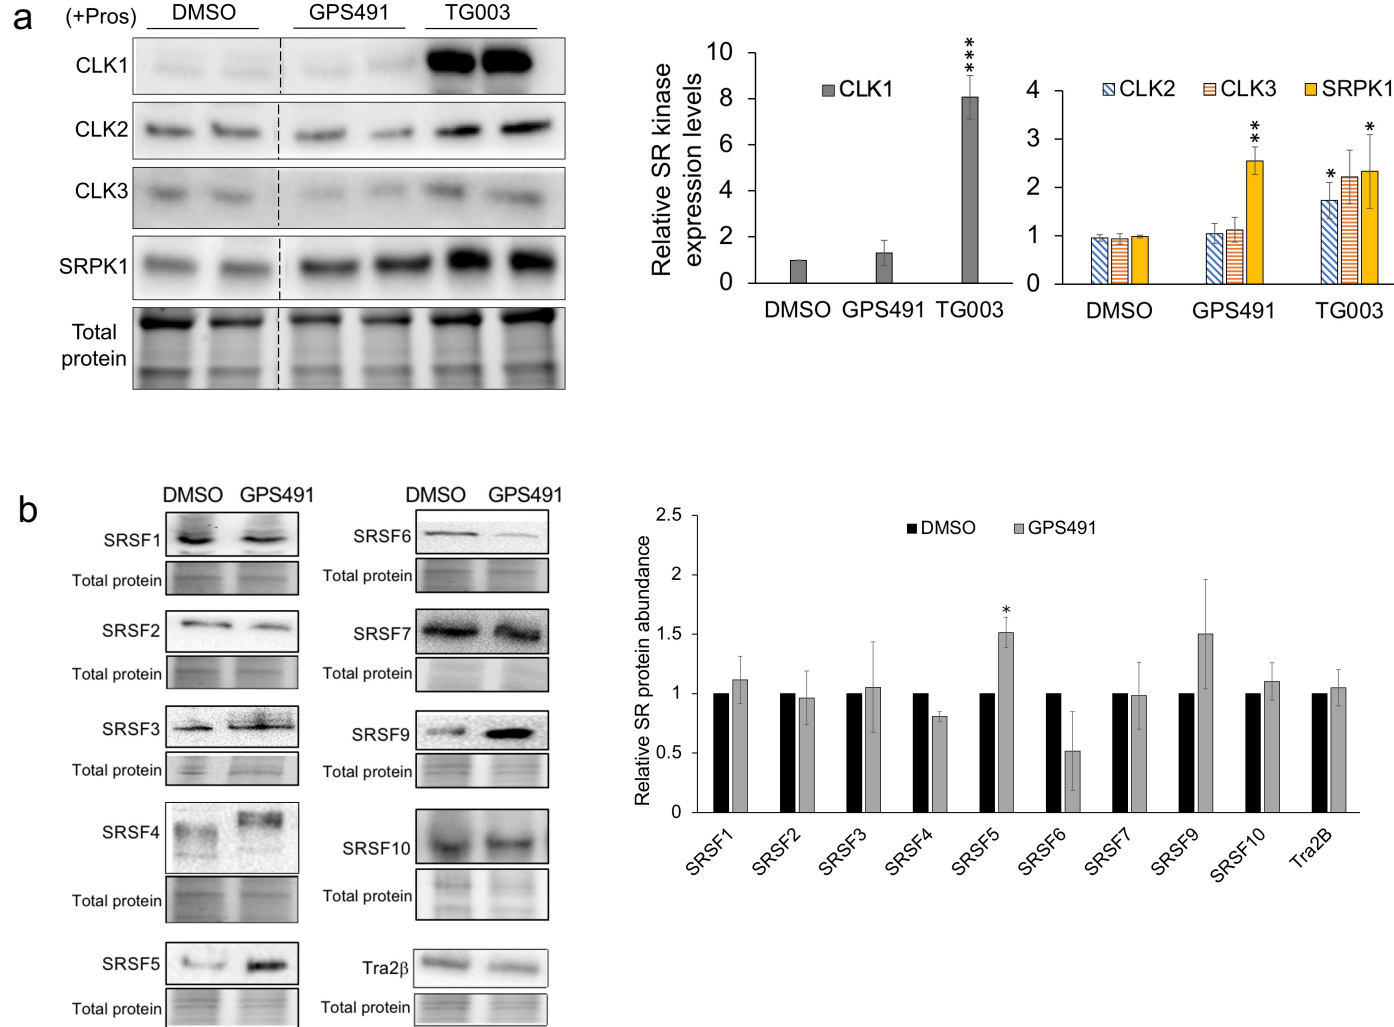 a
(+Pros) DMSO GPS491 TG003
CLK1
CLK2
CLK3
SRPK1
Total
protein
Relative SR kinase
expression levels
10
8
6
4
2
0
CLK1
***
DMSO GPS491 TG003
4
3
2
1
0
CLK2 CLK3 SRPK1
**
*
*
DMSO GPS491 TG003
b
DMSO GPS491
SRSF1
Total protein
SRSF2
Total protein
SRSF3
Total protein
SRSF4
Total protein
SRSF5
Total protein
DMSO GPS491
SRSF6
Total protein
SRSF7
Total protein
SRSF9
Total protein
SRSF10
Total protein
Tra2β
Total protein
Relative SR protein abundance
2.5
2
1.5
1
0.5
0
DMSO GPS491
*
SRSF1 SRSF2 SRSF3 SRSF4 SRSF5 SRSF6 SRSF7 SRSF9 SRSF10 Tra2B